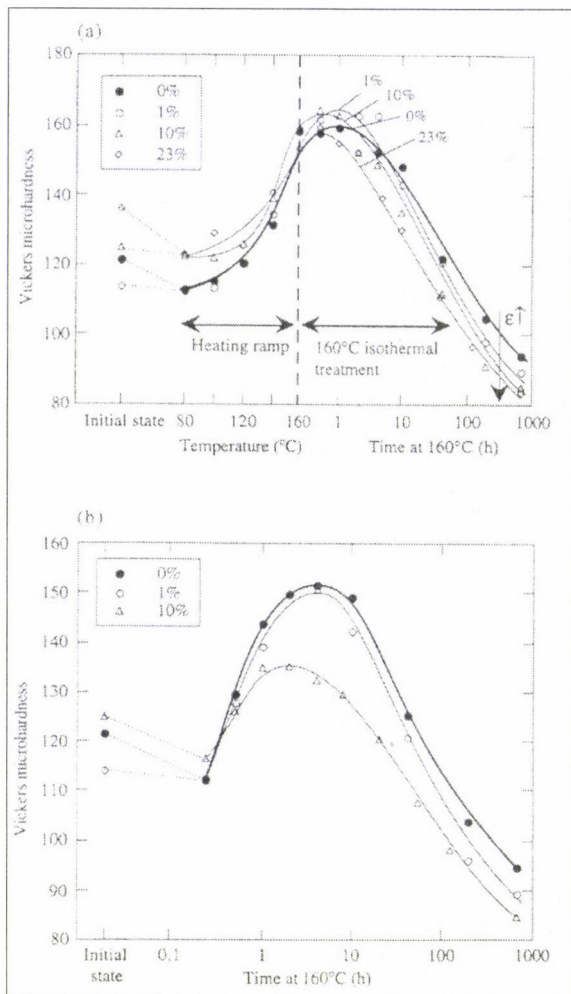 (a)
180
160
140
120
100
80
Vickers microhardness
0%
1%
10%
23%
1%
10%
0%
23%
Heating ramp
160°C isothermal
treatment
ε↑
Initial state 80 120 160 1 10 100 1000
Temperature (°C) Time at 160°C (h)
(b)
160
150
140
130
120
110
100
90
80
Vickers microhardness
0%
1%
10%
Initial
state
0,1 1 10 100 1000
Time at 160°C (h)